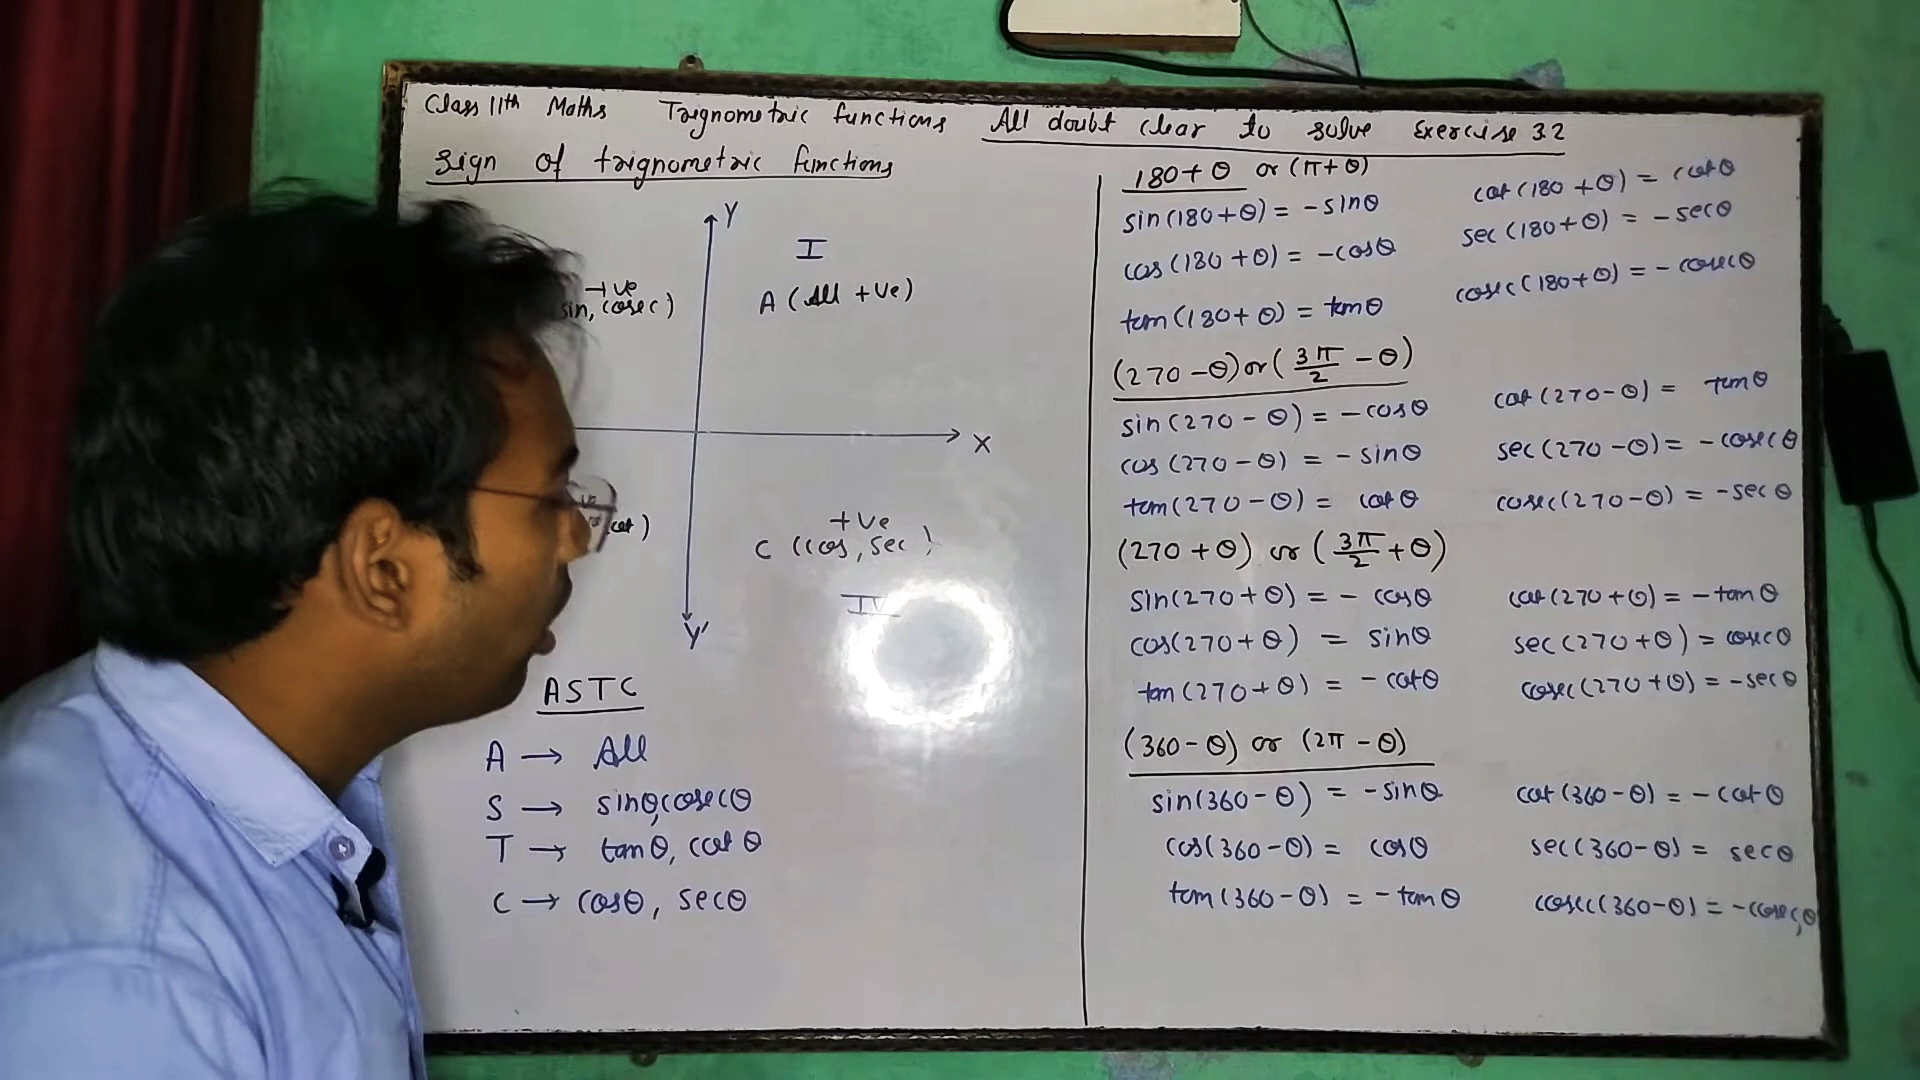 Class 11th Maths Trignometric functions All doubt clear to solve Exercise 3.2
Sign of trignometric functions
Y
I
+ve
sin, cosec)
A (All +ve)
X
cot)
+ve
C (cos, sec)
IV
Y'
ASTC
A → All
S → sinθ, cosecθ
T → tanθ, cotθ
C → cosθ, secθ
180+θ or (π+θ)
sin(180+θ) = -sinθ
cos(180+θ) = -cosθ
tan(180+θ) = tanθ
cot(180+θ) = cotθ
sec(180+θ) = -secθ
cosec(180+θ) = -cosecθ
(270-θ) or (3π/2 - θ)
sin(270-θ) = -cosθ
cos(270-θ) = -sinθ
tan(270-θ) = cotθ
cot(270-θ) = tanθ
sec(270-θ) = -cosecθ
cosec(270-θ) = -secθ
(270+θ) or (3π/2 + θ)
sin(270+θ) = -cosθ
cos(270+θ) = sinθ
tan(270+θ) = -cotθ
cot(270+θ) = -tanθ
sec(270+θ) = cosecθ
cosec(270+θ) = -secθ
(360-θ) or (2π-θ)
sin(360-θ) = -sinθ
cos(360-θ) = cosθ
tan(360-θ) = -tanθ
cot(360-θ) = -cotθ
sec(360-θ) = secθ
cosec(360-θ) = -cosecθ